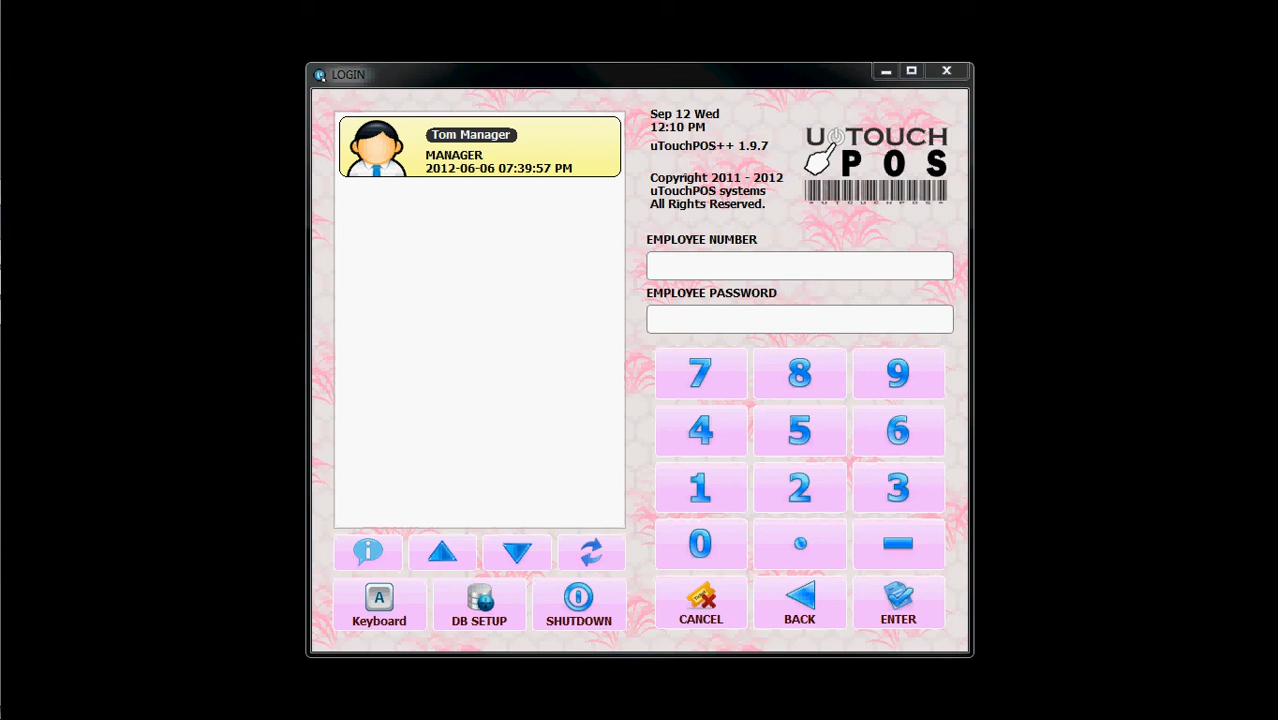 LOGIN
Tom Manager
MANAGER
2012-06-06 07:39:57 PM
Sep 12 Wed
12:10 PM
uTouchPOS++ 1.9.7
Copyright 2011 - 2012
uTouchPOS systems
All Rights Reserved.
U TOUCH
POS
AUTOUCHPOSA
EMPLOYEE NUMBER
EMPLOYEE PASSWORD
7 8 9
4 5 6
1 2 3
0 . -
i
A
Keyboard
DB SETUP
SHUTDOWN
CANCEL
BACK
ENTER